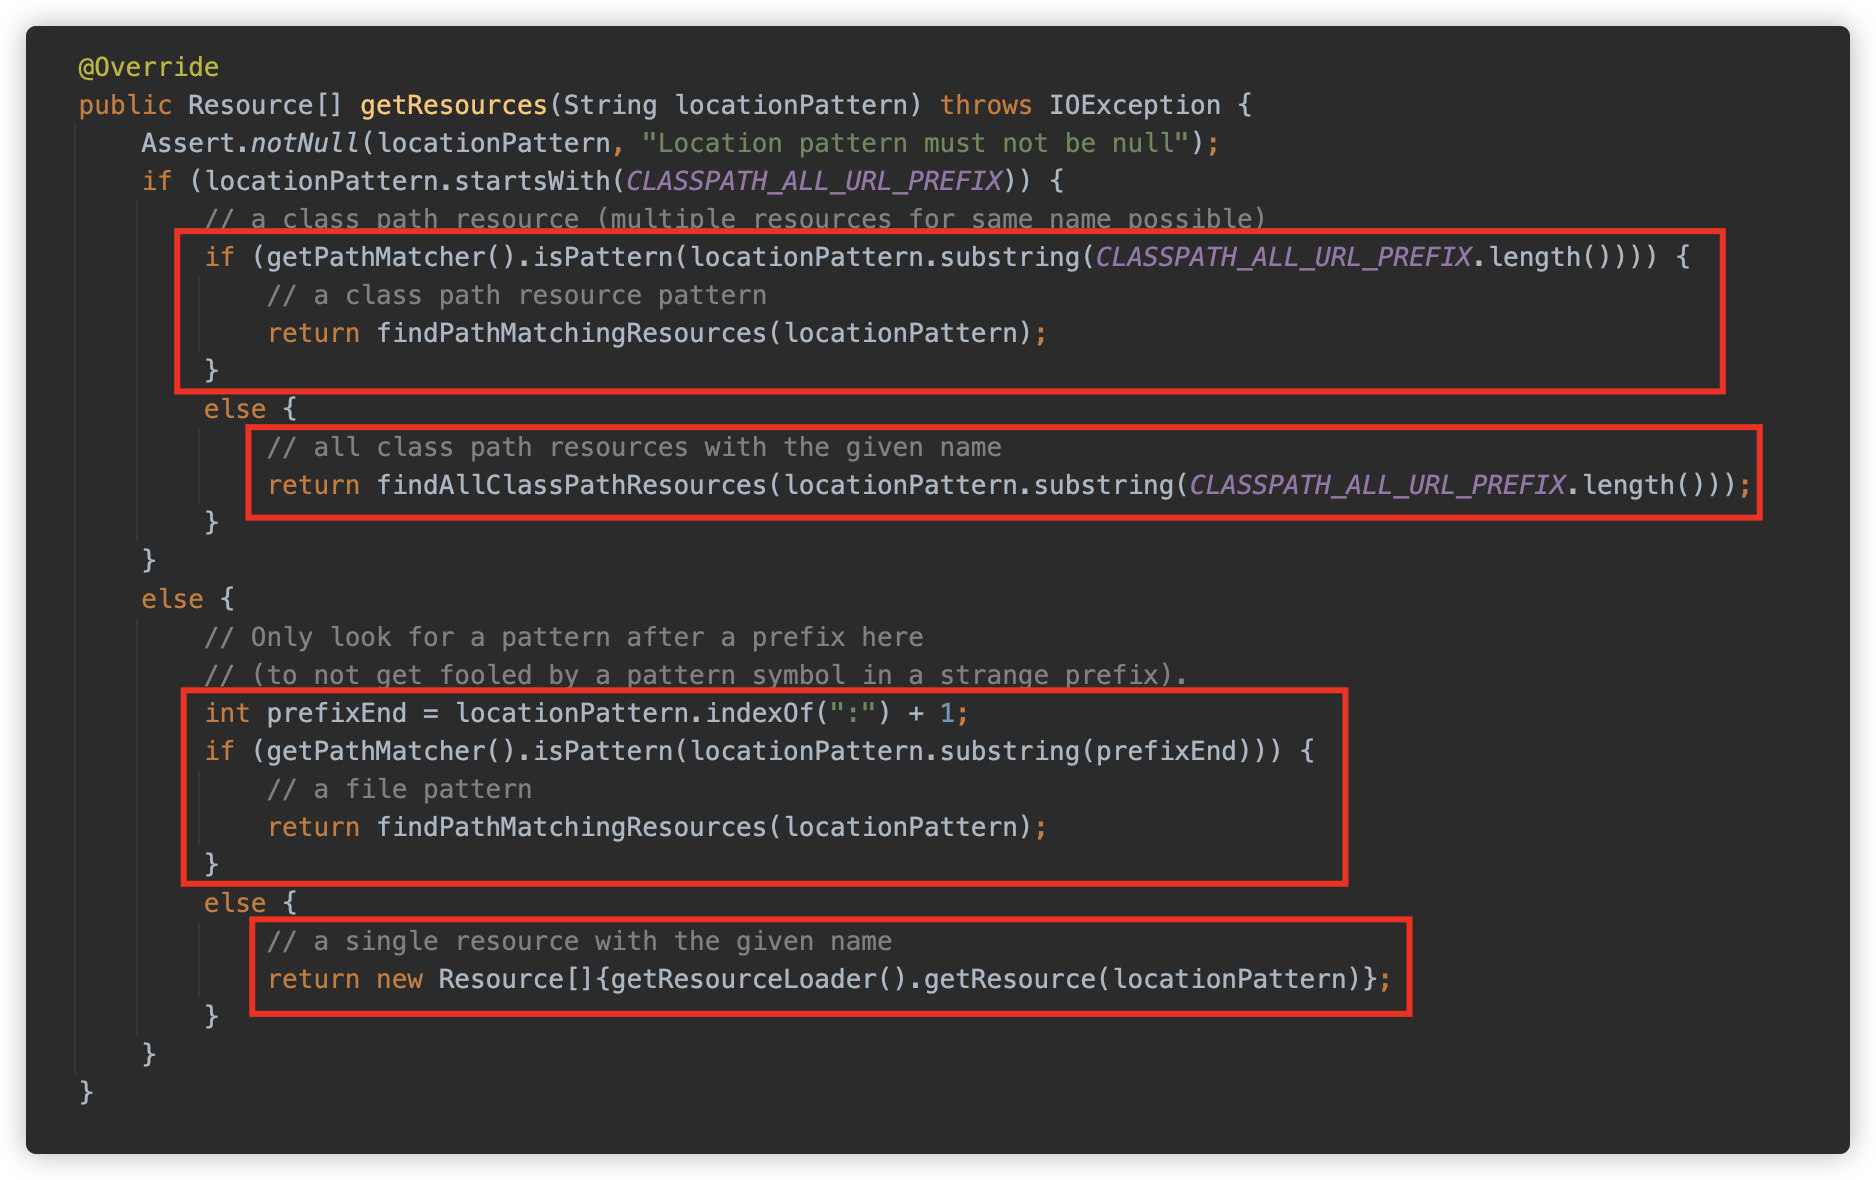 @Override
public Resource[] getResources(String locationPattern) throws IOException {
Assert.notNull(locationPattern, "Location pattern must not be null");
if (locationPattern.startsWith(CLASSPATH_ALL_URL_PREFIX)) {
// a class path resource (multiple resources for same name possible)
if (getPathMatcher().isPattern(locationPattern.substring(CLASSPATH_ALL_URL_PREFIX.length()))) {
// a class path resource pattern
return findPathMatchingResources(locationPattern);
}
else {
// all class path resources with the given name
return findAllClassPathResources(locationPattern.substring(CLASSPATH_ALL_URL_PREFIX.length()));
}
}
else {
// Only look for a pattern after a prefix here
// (to not get fooled by a pattern symbol in a strange prefix).
int prefixEnd = locationPattern.indexOf(":") + 1;
if (getPathMatcher().isPattern(locationPattern.substring(prefixEnd))) {
// a file pattern
return findPathMatchingResources(locationPattern);
}
else {
// a single resource with the given name
return new Resource[]{getResourceLoader().getResource(locationPattern)};
}
}
}